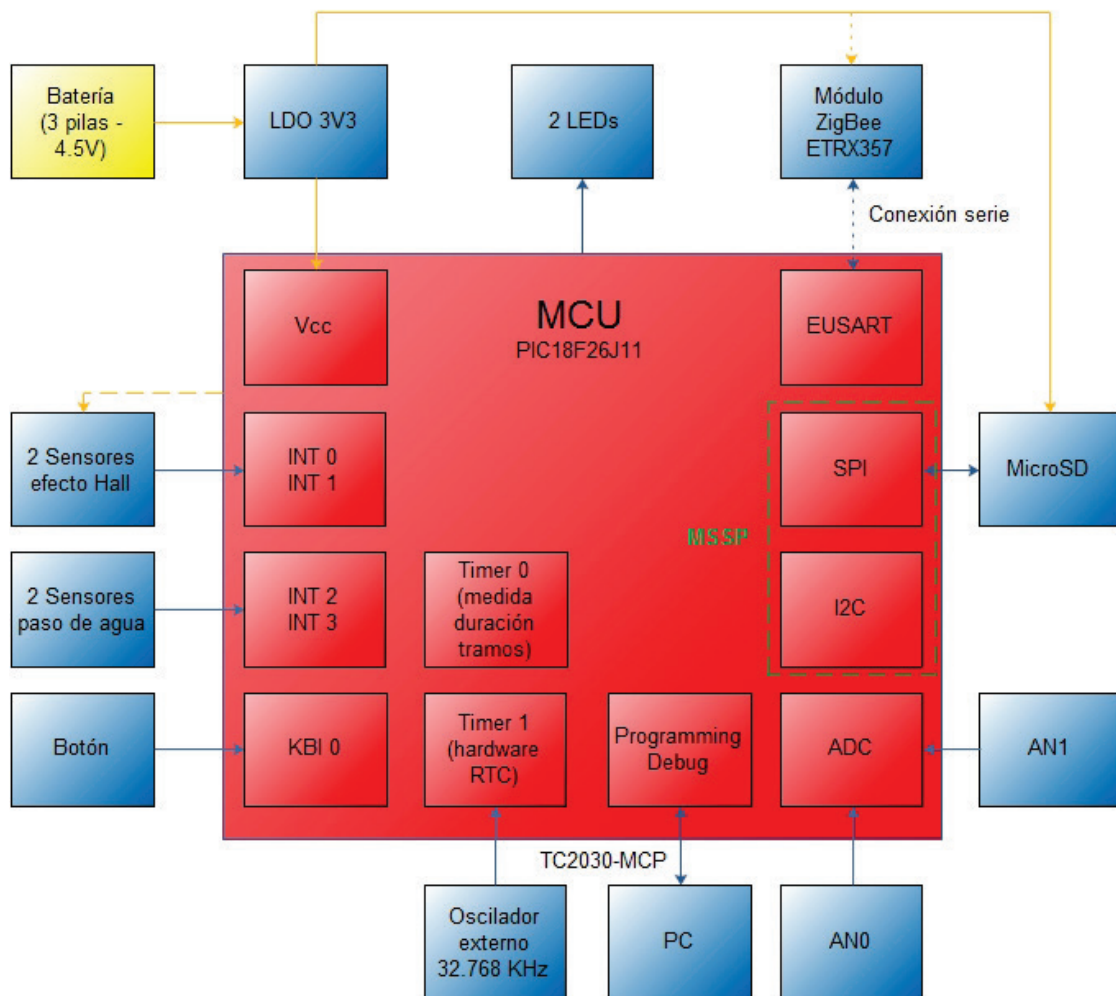 Batería
(3 pilas -
4.5V)
LDO 3V3
2 LEDs
Módulo
ZigBee
ETRX357
Conexión serie
MCU
PIC18F26J11
Vcc
EUSART
2 Sensores
efecto Hall
INT 0
INT 1
SPI
MicroSD
MSSP
2 Sensores
paso de agua
INT 2
INT 3
Timer 0
(medida
duración
tramos)
I2C
Botón
KBI 0
Timer 1
(hardware
RTC)
Programming
Debug
ADC
AN1
TC2030-MCP
Oscilador
externo
32.768 KHz
PC
AN0